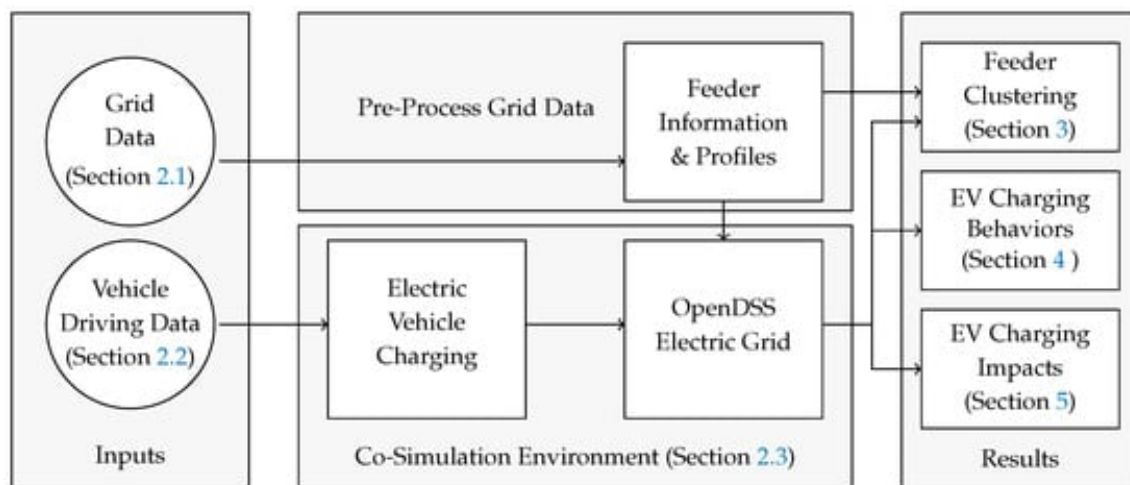 Grid
Data
(Section 2.1)
Vehicle
Driving Data
(Section 2.2)
Inputs
Pre-Process Grid Data
Feeder
Information
& Profiles
Electric
Vehicle
Charging
OpenDSS
Electric Grid
Co-Simulation Environment (Section 2.3)
Feeder
Clustering
(Section 3)
EV Charging
Behaviors
(Section 4 )
EV Charging
Impacts
(Section 5)
Results